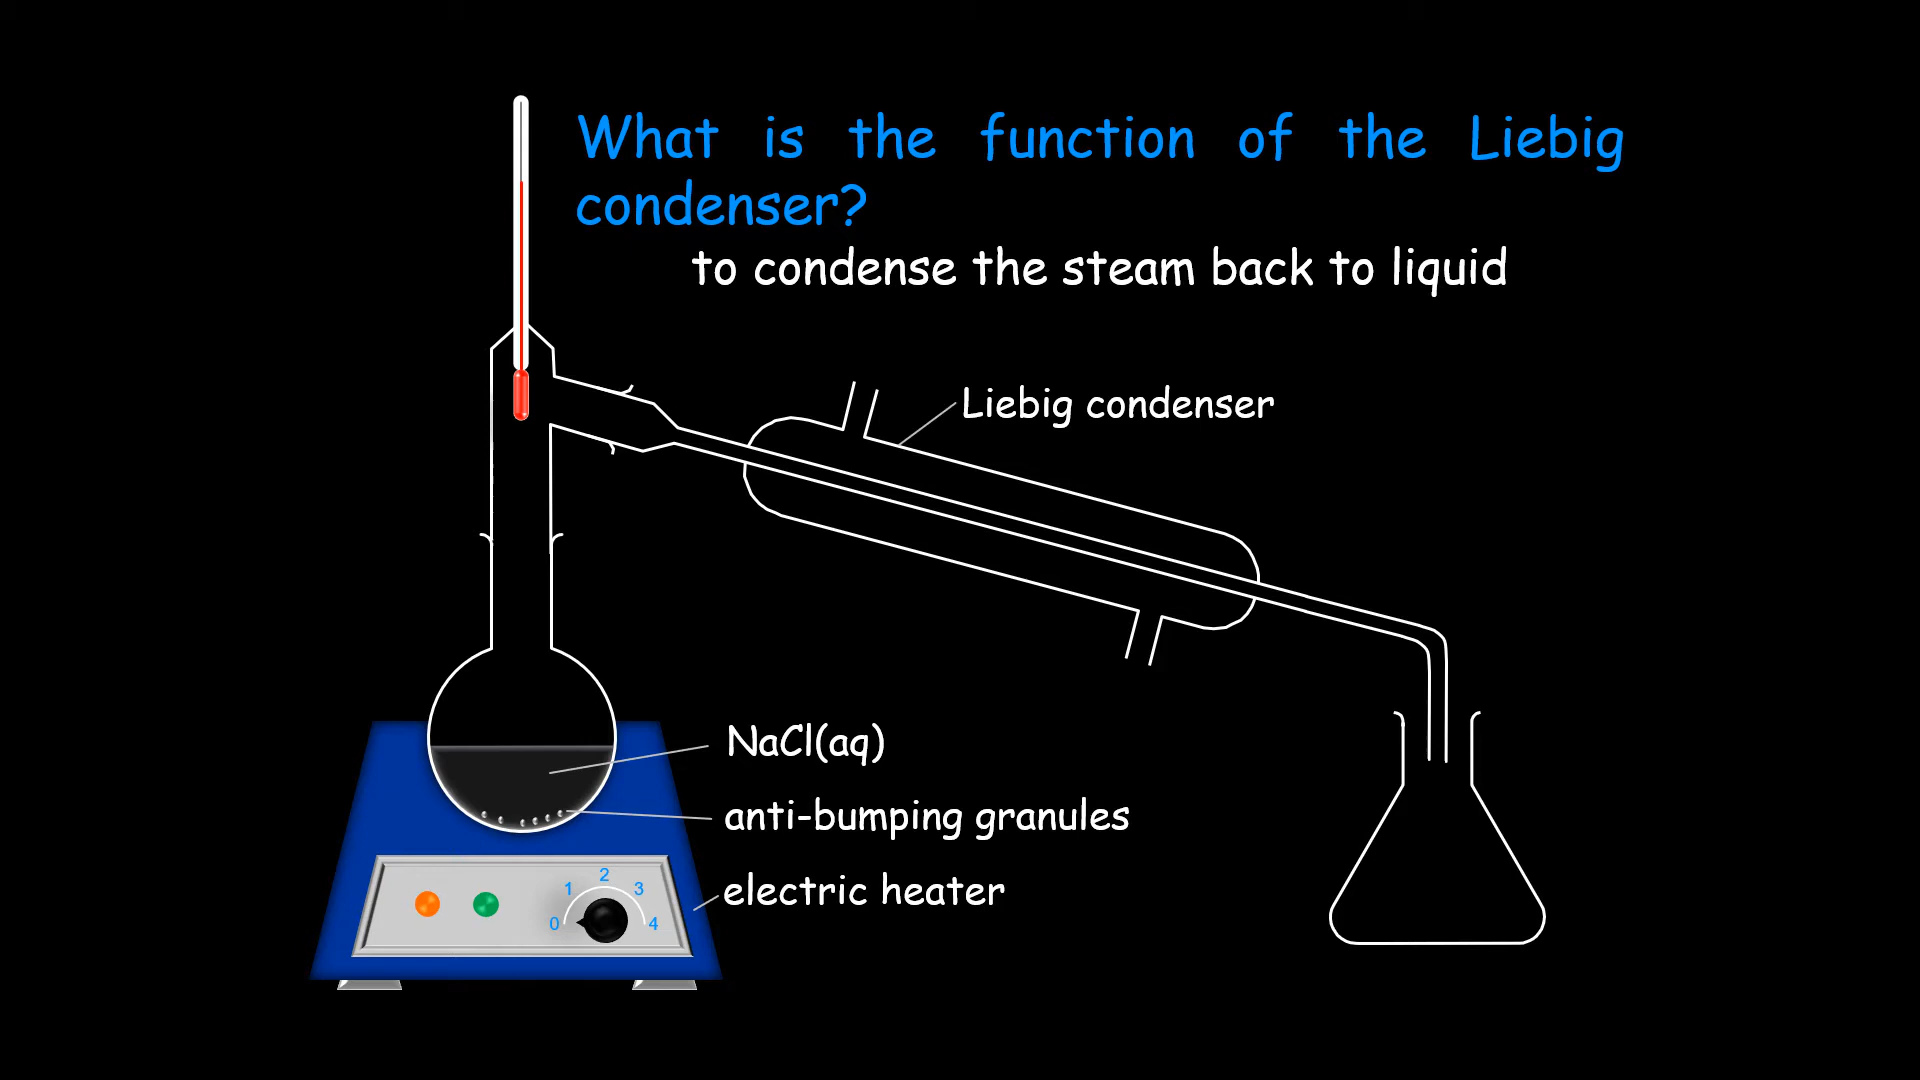 What is the function of the Liebig
condenser?
to condense the steam back to liquid
Liebig condenser
NaCl(aq)
anti-bumping granules
electric heater
0
1
2
3
4